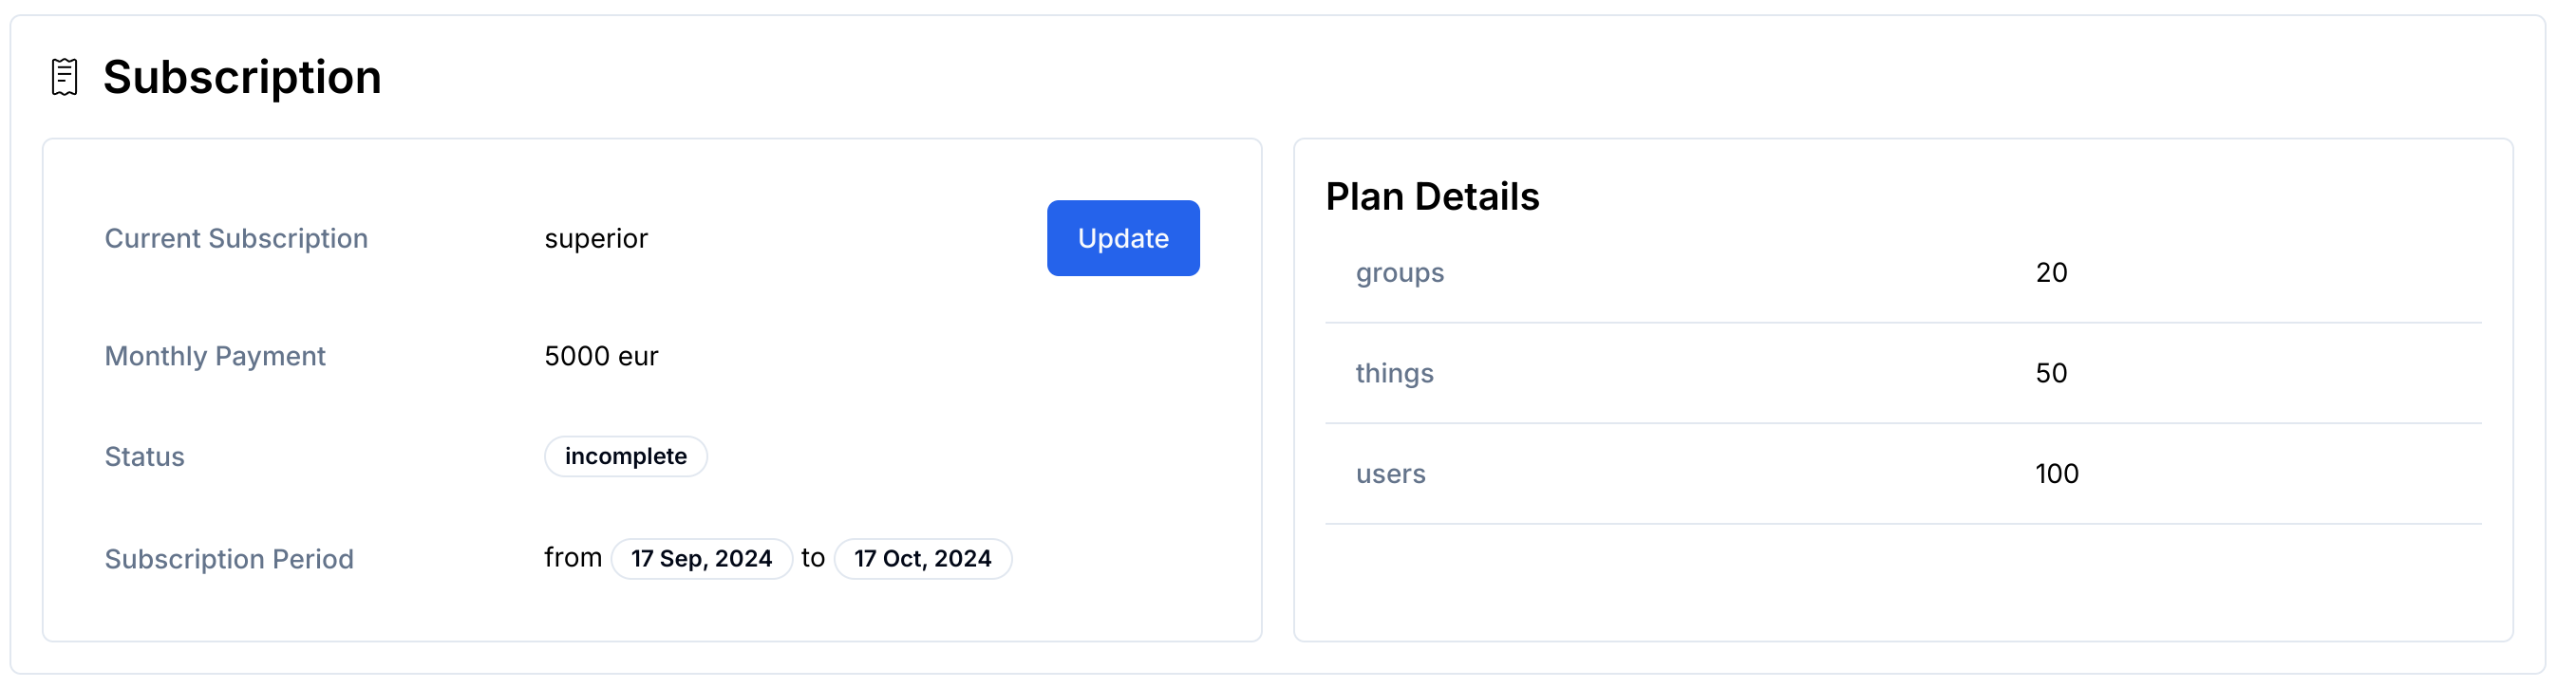 Subscription
Current Subscription superior Update
Monthly Payment 5000 eur
Status incomplete
Subscription Period from 17 Sep, 2024 to 17 Oct, 2024
Plan Details
groups 20
things 50
users 100